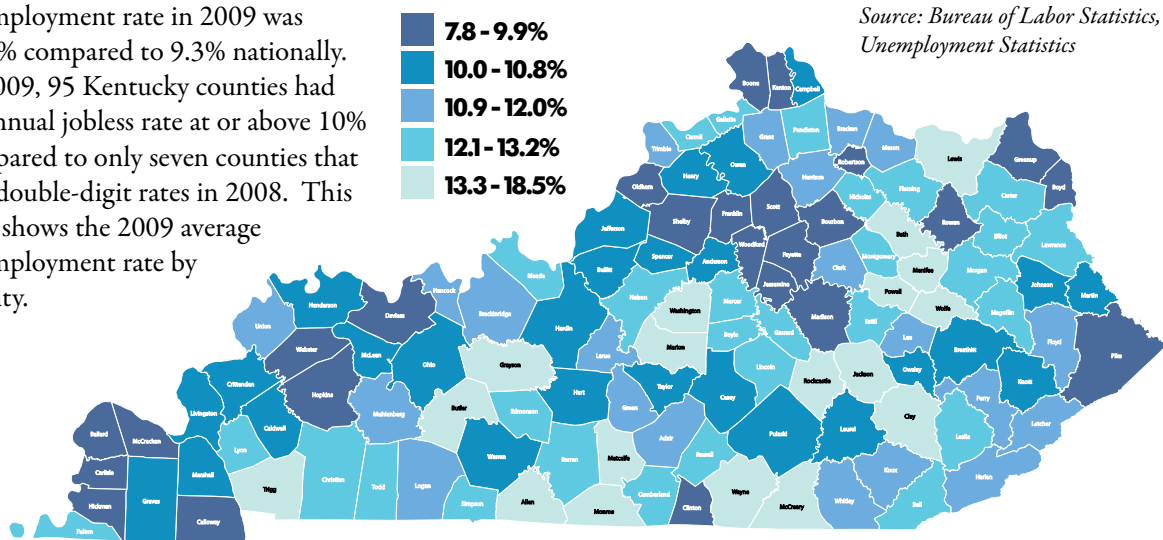 mployment rate in 2009 was
% compared to 9.3% nationally.
009, 95 Kentucky counties had
nnual jobless rate at or above 10%
pared to only seven counties that
double-digit rates in 2008. This
shows the 2009 average
mployment rate by
ty.
7.8 - 9.9%
10.0 - 10.8%
10.9 - 12.0%
12.1 - 13.2%
13.3 - 18.5%
Source: Bureau of Labor Statistics,
Unemployment Statistics
Boone
Kenton
Campbell
Gallatin
Carroll
Trimble
Grant
Pendleton
Bracken
Mason
Robertson
Lewis
Greenup
Boyd
Carter
Owen
Henry
Oldham
Harrison
Nicholas
Fleming
Rowan
Elliott
Lawrence
Jefferson
Shelby
Franklin
Scott
Bourbon
Bath
Woodford
Fayette
Clark
Montgomery
Menifee
Morgan
Johnson
Martin
Bullitt
Spencer
Anderson
Jessamine
Powell
Wolfe
Magoffin
Meade
Nelson
Washington
Mercer
Boyle
Garrard
Madison
Estill
Lee
Breathitt
Floyd
Pike
Hancock
Breckinridge
Hardin
Larue
Marion
Lincoln
Rockcastle
Jackson
Owsley
Knott
Perry
Letcher
Henderson
Union
Daviess
Webster
McLean
Ohio
Grayson
Hart
Green
Taylor
Casey
Pulaski
Laurel
Clay
Leslie
Harlan
Crittenden
Livingston
Hopkins
Muhlenberg
Butler
Edmonson
Caldwell
Lyon
Warren
Barren
Metcalfe
Adair
Russell
Knox
Bell
Ballard
McCracken
Carlisle
Hickman
Fulton
Graves
Marshall
Calloway
Trigg
Christian
Todd
Logan
Simpson
Allen
Monroe
Cumberland
Clinton
Wayne
McCreary
Whitley